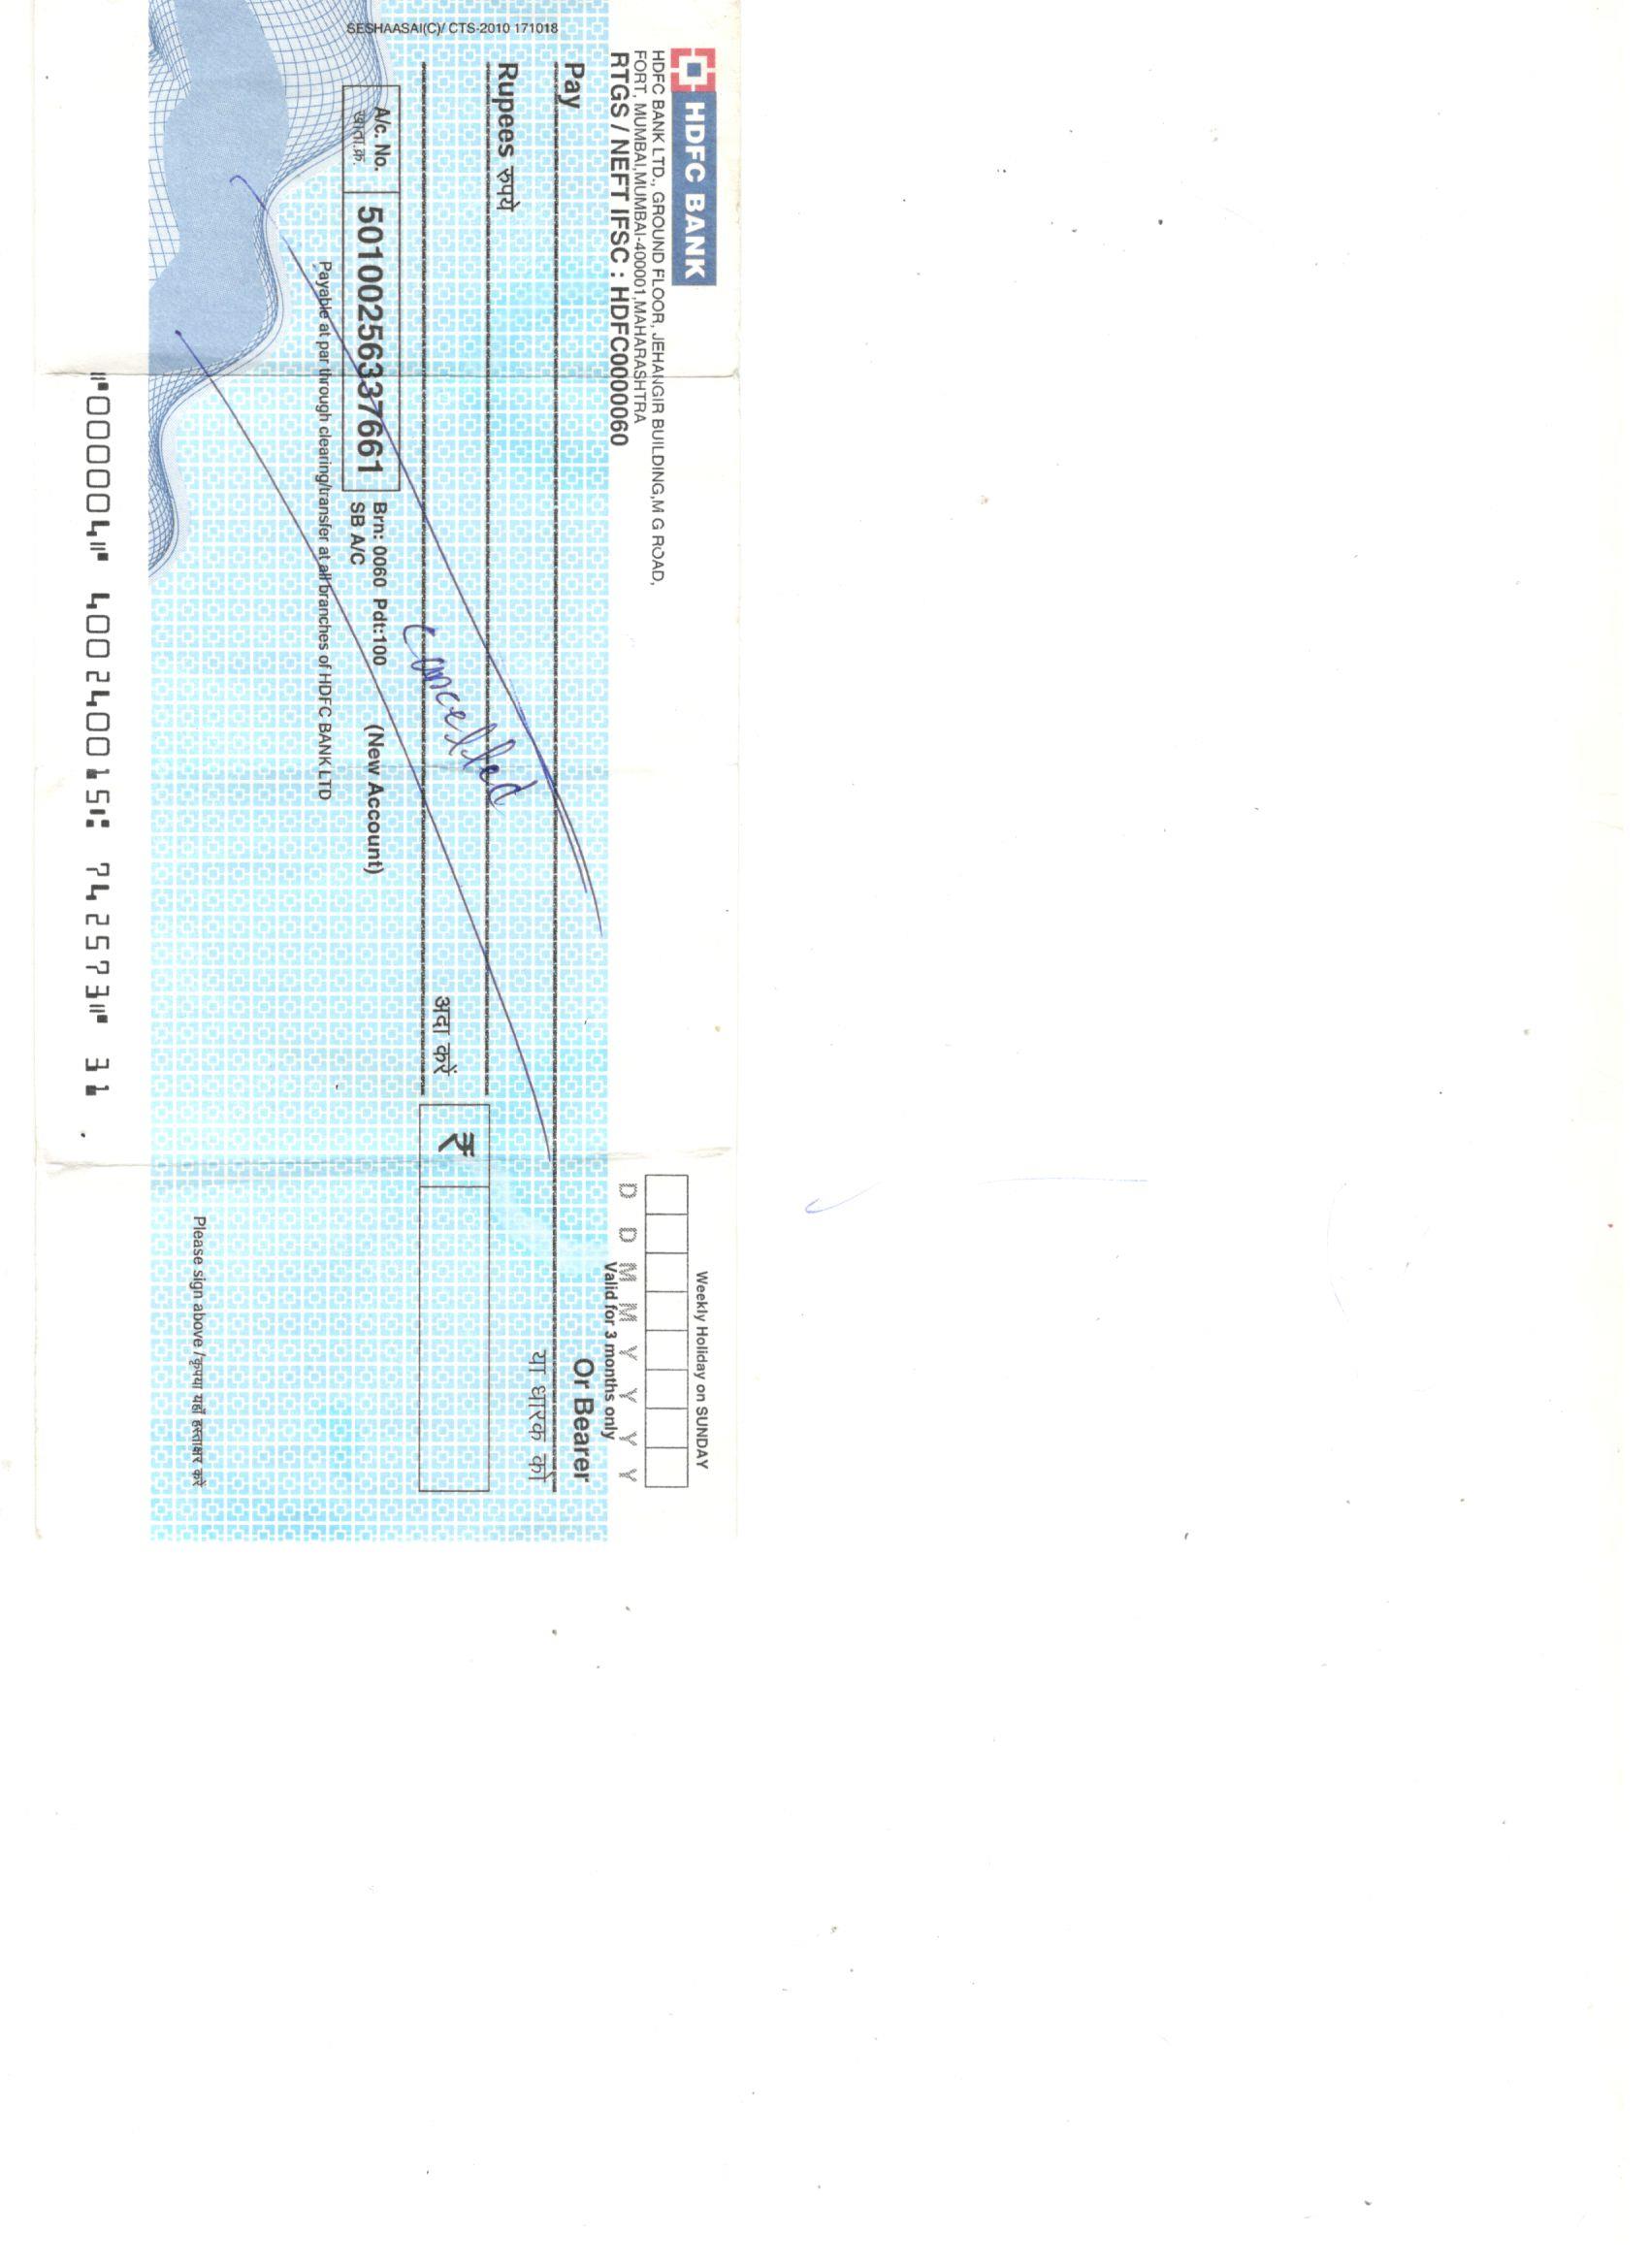 HDFC BANK
HDFC BANK LTD., GROUND FLOOR, JEHANGIR BUILDING,M G ROAD,
FORT, MUMBAI,MUMBAI-400001,MAHARASHTRA
RTGS / NEFT IFSC : HDFC0000060
Weekly Holiday on SUNDAY
D D M M Y Y Y Y
Valid for 3 months only
Pay
Or Bearer
या धारक को
Rupees रुपये
अदा करें
₹
cancelled
A/c. No.
खाता.क्र.
50100256337661
Brn: 0060 Pdt:100
SB A/C
(New Account)
Payable at par through clearing/transfer at all branches of HDFC BANK LTD
SESHAASAI(C)/ CTS-2010 171018
Please sign above / कृपया यहाँ हस्ताक्षर करें
⑈000004⑈ 400240015⑆ 742573⑈ 31